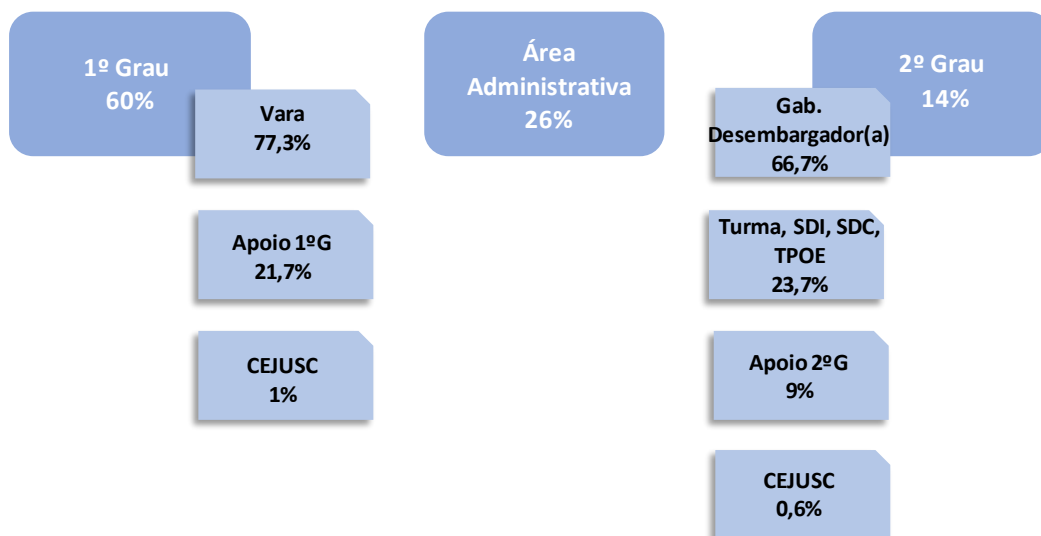 1º Grau
60%
Vara
77,3%
Apoio 1ºG
21,7%
CEJUSC
1%
Área
Administrativa
26%
2º Grau
14%
Gab.
Desembargador(a)
66,7%
Turma, SDI, SDC,
TPOE
23,7%
Apoio 2ºG
9%
CEJUSC
0,6%